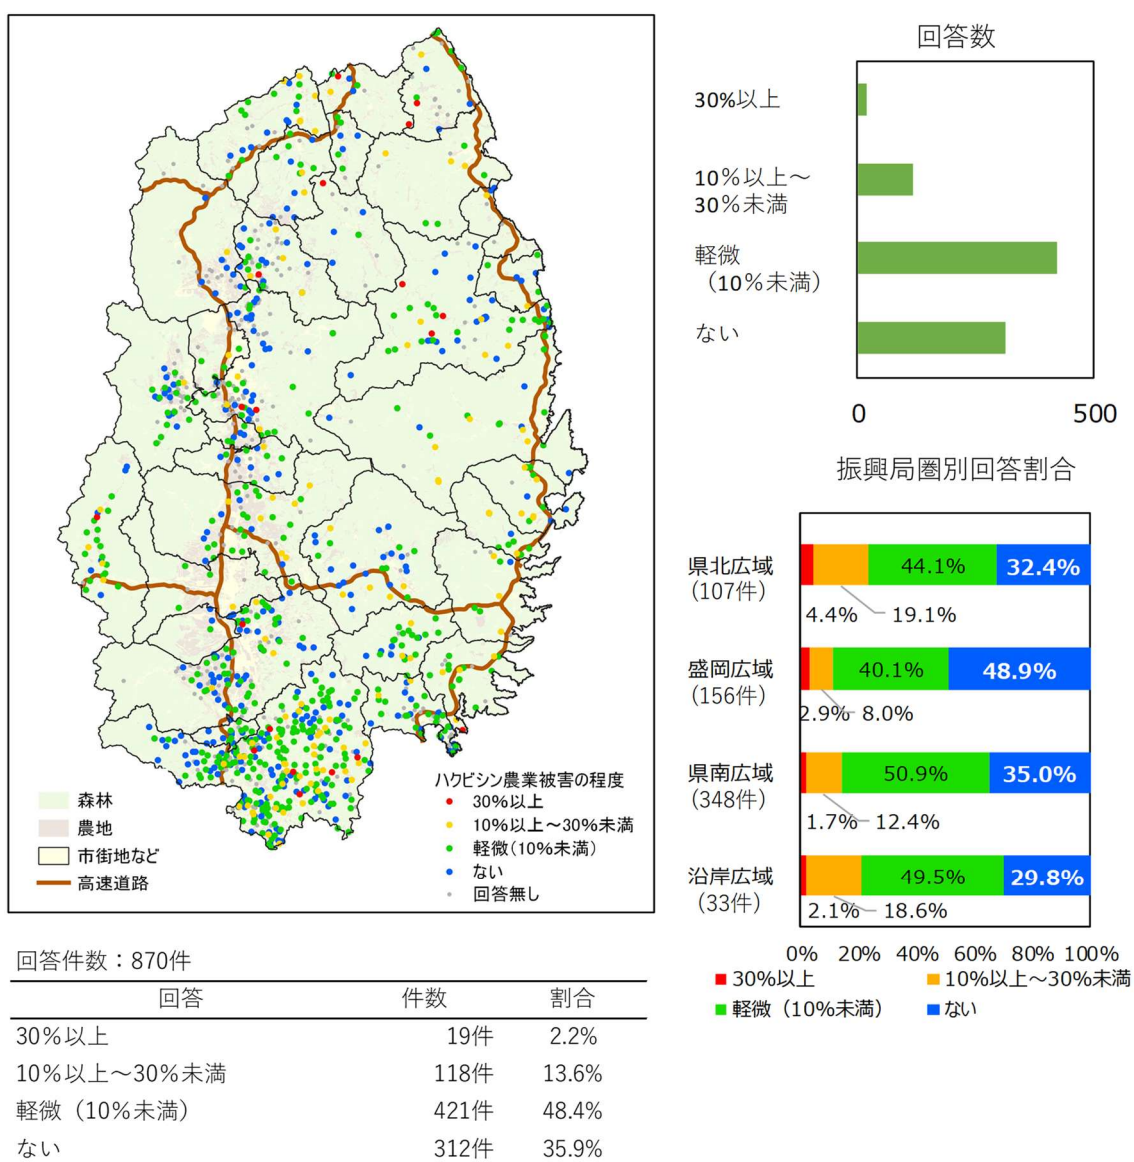 回答数
30%以上
10%以上～
30%未満
軽微
（10%未満）
ない
0 500
振興局圏別回答割合
県北広域
（107件）
44.1% 32.4%
4.4% 19.1%
盛岡広域
（156件）
40.1% 48.9%
2.9% 8.0%
県南広域
（348件）
50.9% 35.0%
1.7% 12.4%
沿岸広域
（33件）
49.5% 29.8%
2.1% 18.6%
0% 20% 40% 60% 80% 100%
30%以上 10%以上～30%未満
軽微（10%未満） ない
森林
農地
市街地など
高速道路
ハクビシン農業被害の程度
30%以上
10%以上～30%未満
軽微（10%未満）
ない
回答無し
回答件数：870件
回答 件数 割合
30%以上 19件 2.2%
10%以上～30%未満 118件 13.6%
軽微（10%未満） 421件 48.4%
ない 312件 35.9%